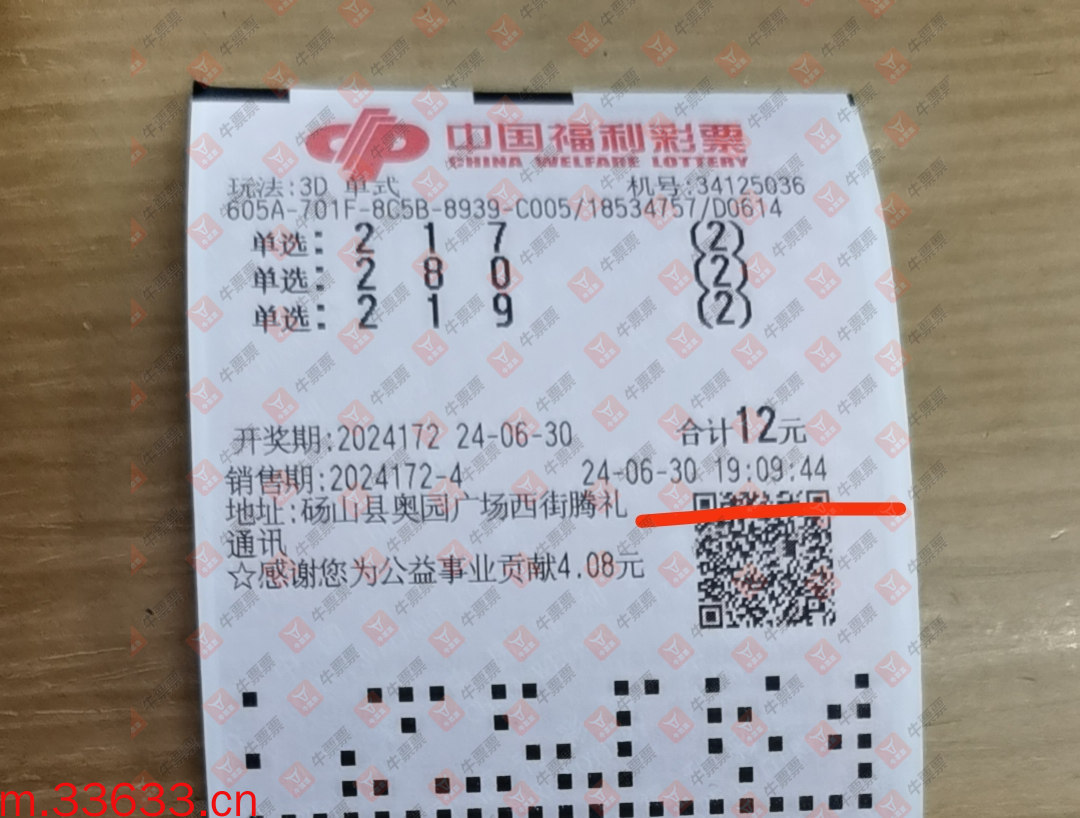 中国福利彩票
CHINA WELFARE LOTTERY
玩法:3D 单式 机号:34125036
605A-701F-8C5B-8939-C005/18534757/D0614
单选: 2 1 7 (2)
单选: 2 8 0 (2)
单选: 2 1 9 (2)
开奖期:2024172 24-06-30 合计12元
销售期:2024172-4 24-06-30 19:09:44
地址:砀山县奥园广场西街腾礼
通讯
☆感谢您为公益事业贡献4.08元
m.33633.cn
牛票票